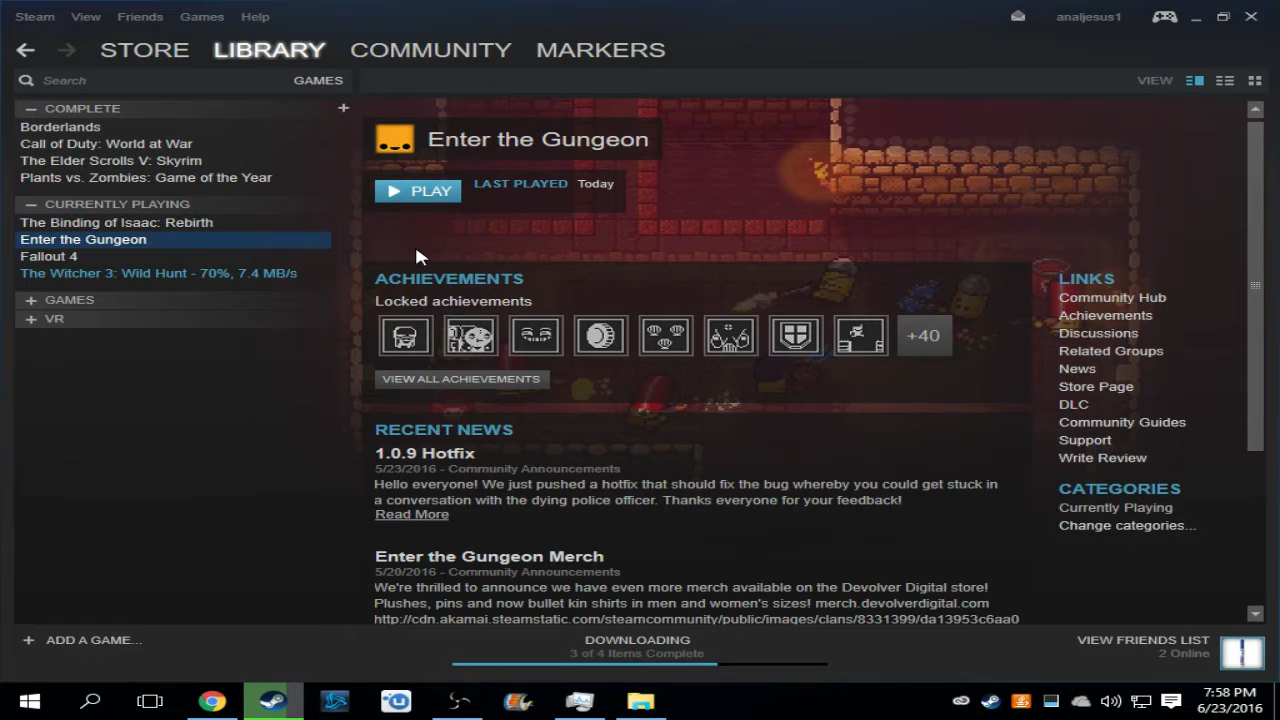 Steam View Friends Games Help analjesus1
STORE LIBRARY COMMUNITY MARKERS
Search GAMES VIEW
— COMPLETE +
Borderlands
Call of Duty: World at War
The Elder Scrolls V: Skyrim
Plants vs. Zombies: Game of the Year
— CURRENTLY PLAYING
The Binding of Isaac: Rebirth
Enter the Gungeon
Fallout 4
The Witcher 3: Wild Hunt - 70%, 7.4 MB/s
+ GAMES
+ VR
Enter the Gungeon
PLAY LAST PLAYED Today
ACHIEVEMENTS
Locked achievements
+40
VIEW ALL ACHIEVEMENTS
RECENT NEWS
1.0.9 Hotfix
5/23/2016 - Community Announcements
Hello everyone! We just pushed a hotfix that should fix the bug whereby you could get stuck in
a conversation with the dying police officer. Thanks everyone for your feedback!
Read More
Enter the Gungeon Merch
5/20/2016 - Community Announcements
We're thrilled to announce we have even more merch available on the Devolver Digital store!
Plushes, pins and now bullet kin shirts in men and women's sizes! merch.devolverdigital.com
http://cdn.akamai.steamstatic.com/steamcommunity/public/images/clans/8331399/da13953c6aa0
LINKS
Community Hub
Achievements
Discussions
Related Groups
News
Store Page
DLC
Community Guides
Support
Write Review
CATEGORIES
Currently Playing
Change categories...
+ ADD A GAME...
DOWNLOADING
3 of 4 Items Complete
VIEW FRIENDS LIST
2 Online
7:58 PM
6/23/2016